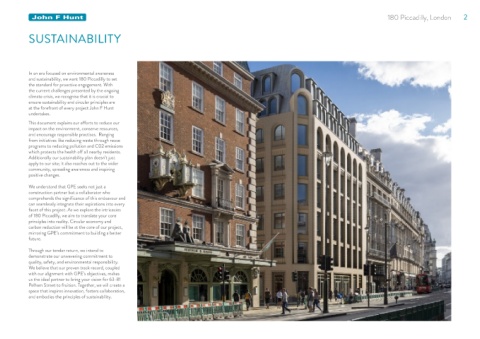 John F Hunt
180 Piccadilly, London 2
SUSTAINABILITY
In an era focused on environmental awareness
and sustainability, we want 180 Piccadilly to set
the standard for proactive engagement. With
the current challenges presented by the ongoing
climate crisis, we recognise that it is crucial to
ensure sustainability and circular principles are
at the forefront of every project John F Hunt
undertakes.
This document explains our efforts to reduce our
impact on the environment, conserve resources,
and encourage responsible practices. Ranging
from initiatives like reducing waste through reuse
programs to reducing pollution and CO2 emissions
which protects the health off all nearby residents.
Additionally our sustainability plan doesn't just
apply to our site; it also reaches out to the wider
community, spreading awareness and inspiring
positive changes.
We understand that GPE seeks not just a
construction partner but a collaborator who
comprehends the significance of this endeavour and
can seamlessly integrate their aspirations into every
facet of this project. As we explore the intricacies
of 180 Piccadilly, we aim to translate your core
principles into reality. Circular economy and
carbon reduction will be at the core of our project,
mirroring GPE's commitment to building a better
future.
Through our tender return, we intend to
demonstrate our unwavering commitment to
quality, safety, and environmental responsibility.
We believe that our proven track record, coupled
with our alignment with GPE's objectives, makes
us the ideal partner to bring your vision for
to fruition. Together, we will create a
space that inspires innovation, fosters collaboration,
and embodies the principles of sustainability.